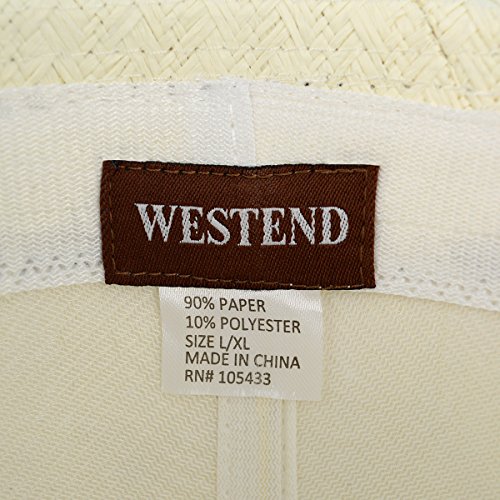 WESTEND
90% PAPER
10% POLYESTER
SIZE L/XL
MADE IN CHINA
RN# 105433